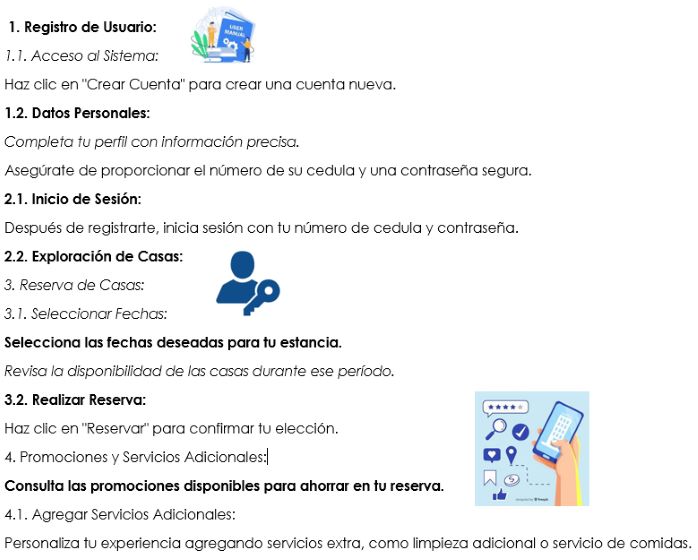 1. Registro de Usuario:
USER MANUAL
1.1. Acceso al Sistema:
Haz clic en "Crear Cuenta" para crear una cuenta nueva.
1.2. Datos Personales:
Completa tu perfil con información precisa.
Asegúrate de proporcionar el número de su cedula y una contraseña segura.
2.1. Inicio de Sesión:
Después de registrarte, inicia sesión con tu número de cedula y contraseña.
2.2. Exploración de Casas:
3. Reserva de Casas:
3.1. Seleccionar Fechas:
Selecciona las fechas deseadas para tu estancia.
Revisa la disponibilidad de las casas durante ese período.
3.2. Realizar Reserva:
Haz clic en "Reservar" para confirmar tu elección.
4. Promociones y Servicios Adicionales:
Consulta las promociones disponibles para ahorrar en tu reserva.
4.1. Agregar Servicios Adicionales:
Personaliza tu experiencia agregando servicios extra, como limpieza adicional o servicio de comidas.